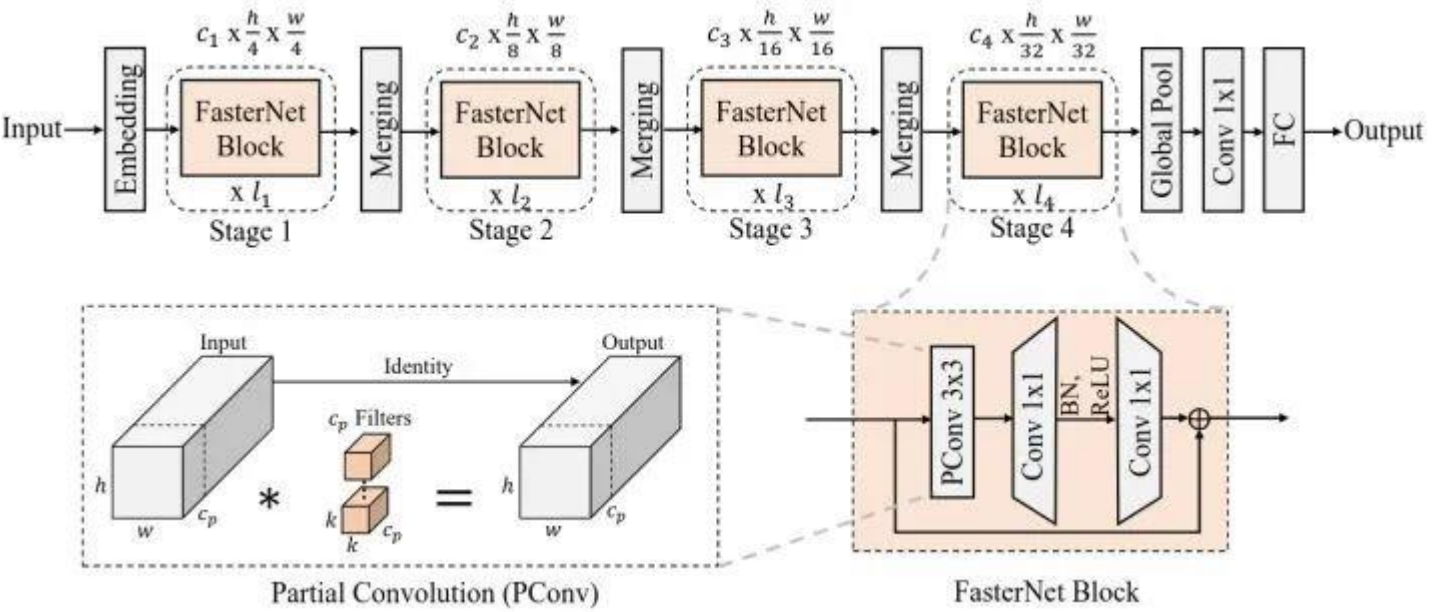 c₁ x h/4 x w/4
c₂ x h/8 x w/8
c₃ x h/16 x w/16
c₄ x h/32 x w/32
Input
Embedding
FasterNet
Block
x l₁
Stage 1
Merging
FasterNet
Block
x l₂
Stage 2
Merging
FasterNet
Block
x l₃
Stage 3
Merging
FasterNet
Block
x l₄
Stage 4
Global Pool
Conv 1x1
FC
Output
Input
Identity
Output
cₚ Filters
h
w
cₚ
*
k
k
cₚ
=
h
w
cₚ
Partial Convolution (PConv)
PConv 3x3
Conv 1x1
BN,
ReLU
Conv 1x1
FasterNet Block